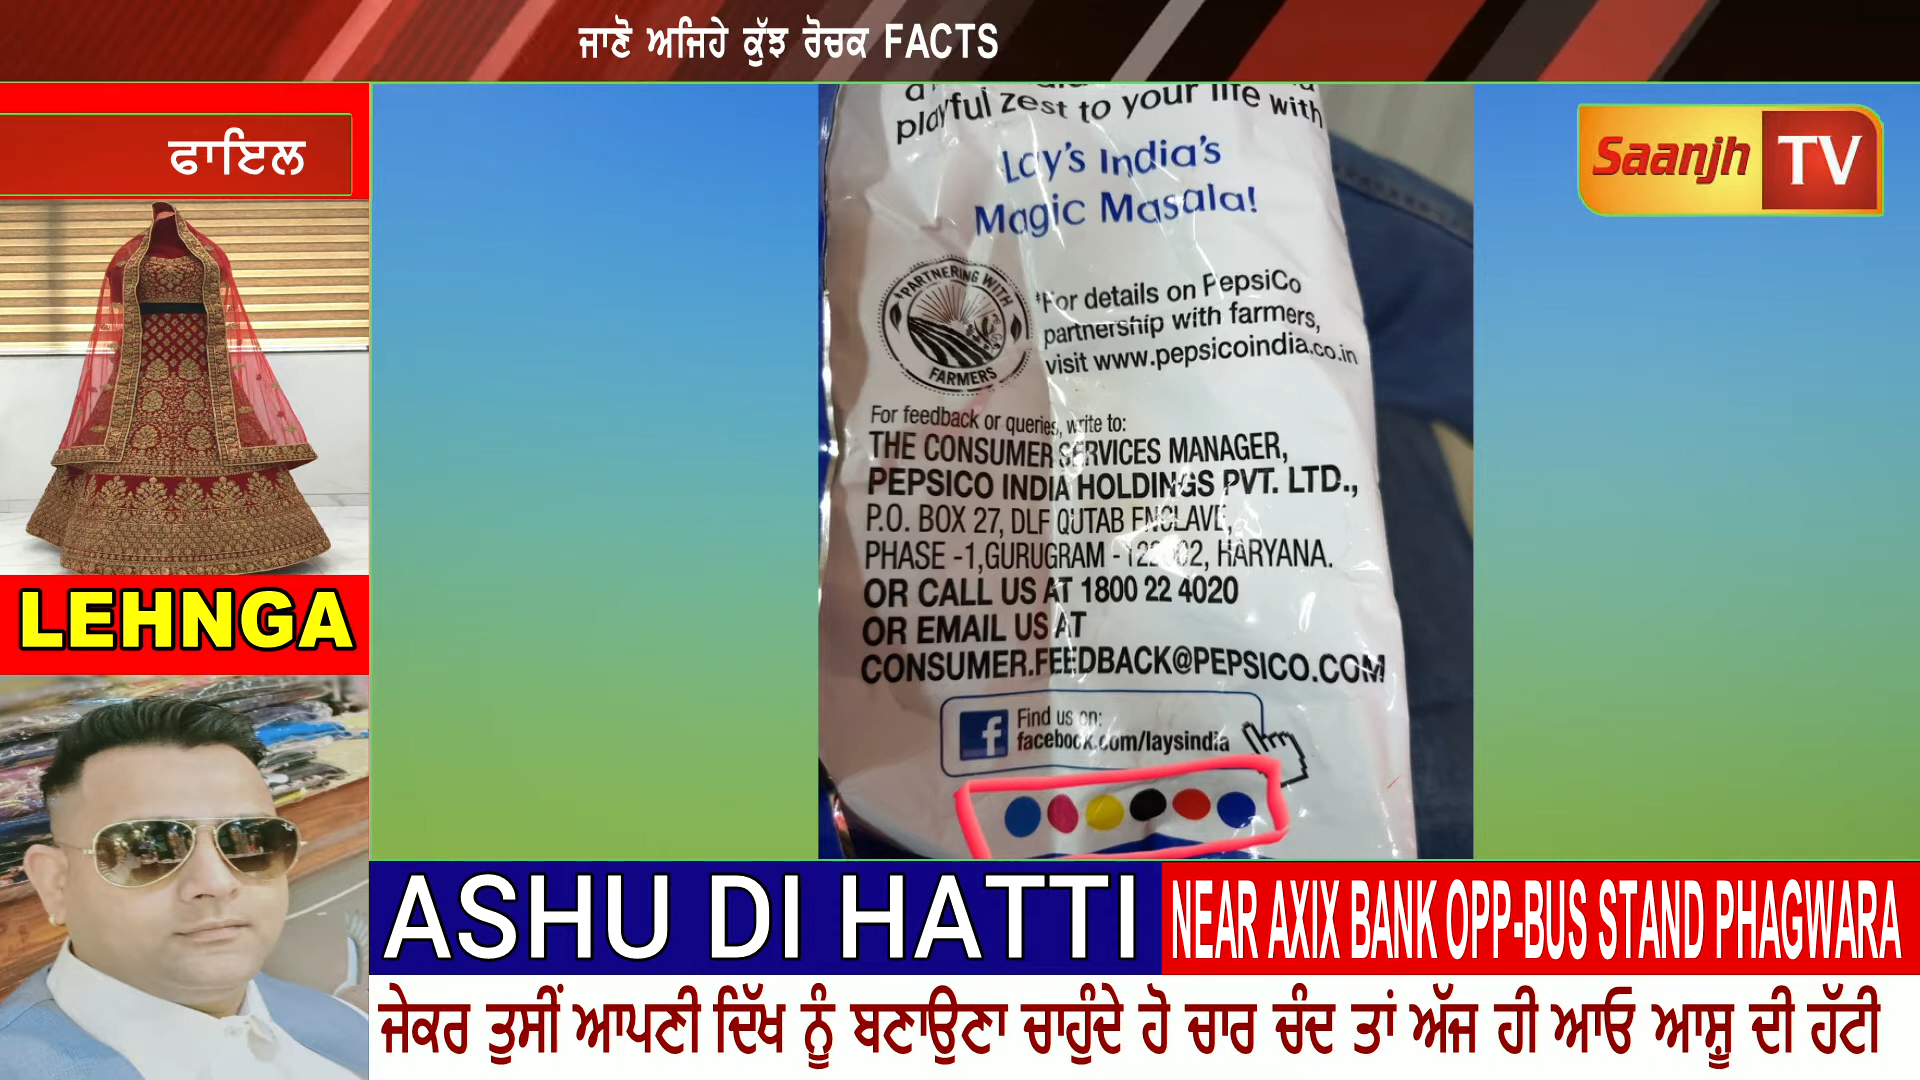 ਜਾਣੋ ਅਜਿਹੇ ਕੁੱਝ ਰੋਚਕ FACTS
ਫਾਇਲ
Saanjh TV
playful zest to your life with
Lay's India's
Magic Masala!
PARTNERING WITH
FARMERS
*For details on PepsiCo
partnership with farmers,
visit www.pepsicoindia.co.in
For feedback or queries, write to:
THE CONSUMER SERVICES MANAGER,
PEPSICO INDIA HOLDINGS PVT. LTD.,
P.O. BOX 27, DLF QUTAB ENCLAVE,
PHASE -1,GURUGRAM - HARYANA.
OR CALL US AT 1800 22 4020
OR EMAIL US AT
CONSUMER.FEEDBACK@PEPSICO.COM
Find us on:
facebook.com/laysindia
LEHNGA
ASHU DI HATTI
NEAR AXIX BANK OPP-BUS STAND PHAGWARA
ਜੇਕਰ ਤੁਸੀਂ ਆਪਣੀ ਦਿੱਖ ਨੂੰ ਬਣਾਉਣਾ ਚਾਹੁੰਦੇ ਹੋ ਚਾਰ ਚੰਦ ਤਾਂ ਅੱਜ ਹੀ ਆਓ ਆਸ਼ੂ ਦੀ ਹੱਟੀ